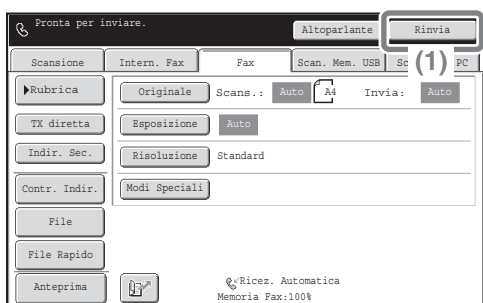 Pronta per inviare.
Altoparlante Rinvia
Scansione Intern. Fax Fax Scan. Mem. USB Sc PC
(1)
Rubrica Originale Scans.: Auto A4 Invia: Auto
TX diretta Esposizione Auto
Indir. Sec. Risoluzione Standard
Contr. Indir. Modi Speciali
File
File Rapido
Anteprima Ricez. Automatica
Memoria Fax:100%